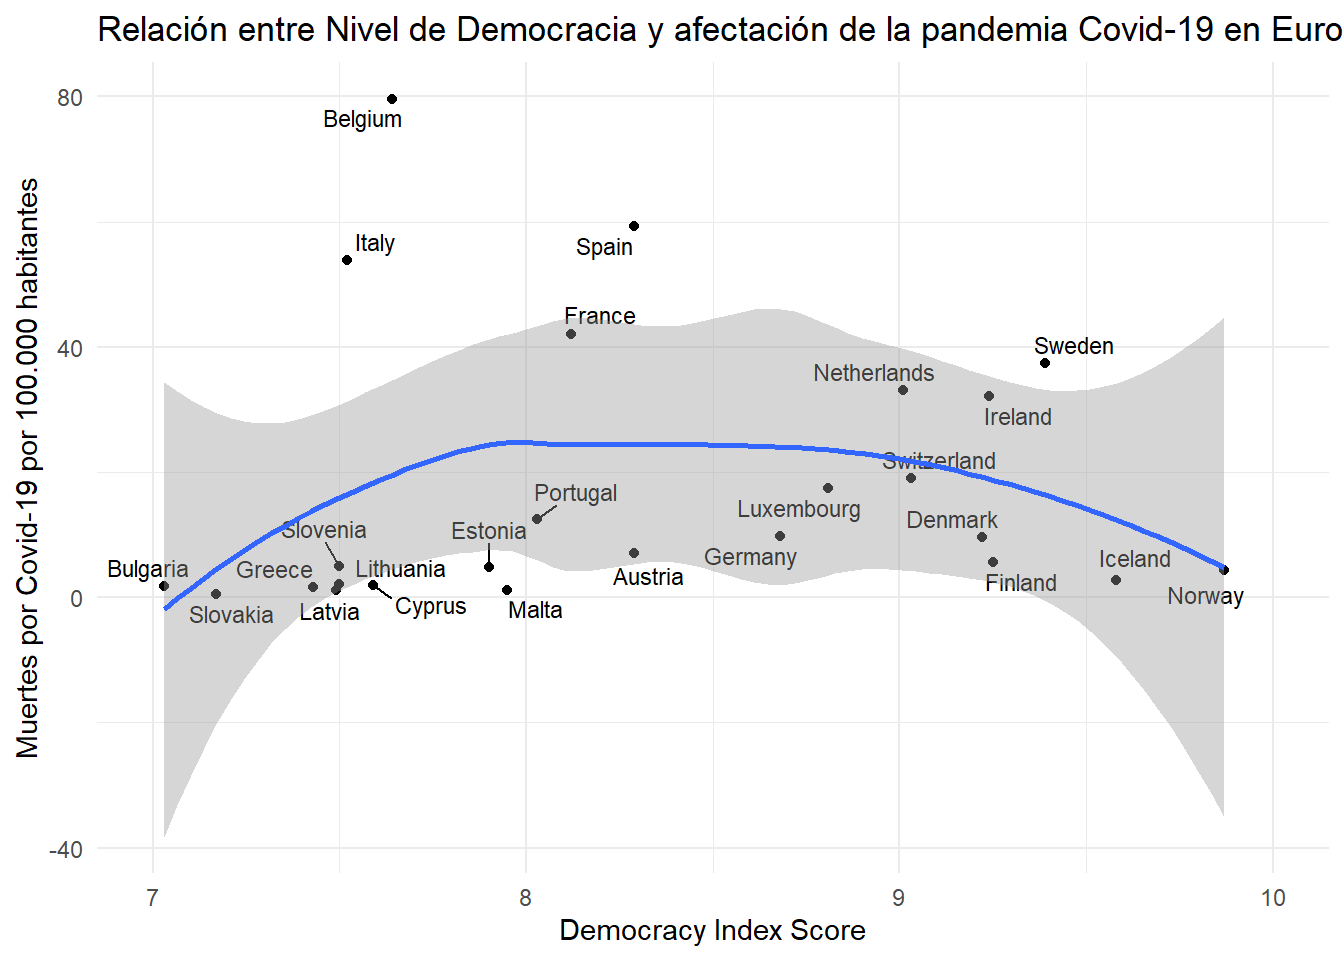 Relación entre Nivel de Democracia y afectación de la pandemia Covid-19 en Euro
80
Belgium
Italy
Spain
France
40
Sweden
Netherlands
Ireland
Switzerland
Portugal
Luxembourg
Slovenia
Estonia
Denmark
Germany
Iceland
Bulgaria
Greece
Lithuania
Austria
Finland
0
Norway
Slovakia
Latvia
Cyprus
Malta
-40
7
8
9
10
Democracy Index Score
Muertes por Covid-19 por 100.000 habitantes